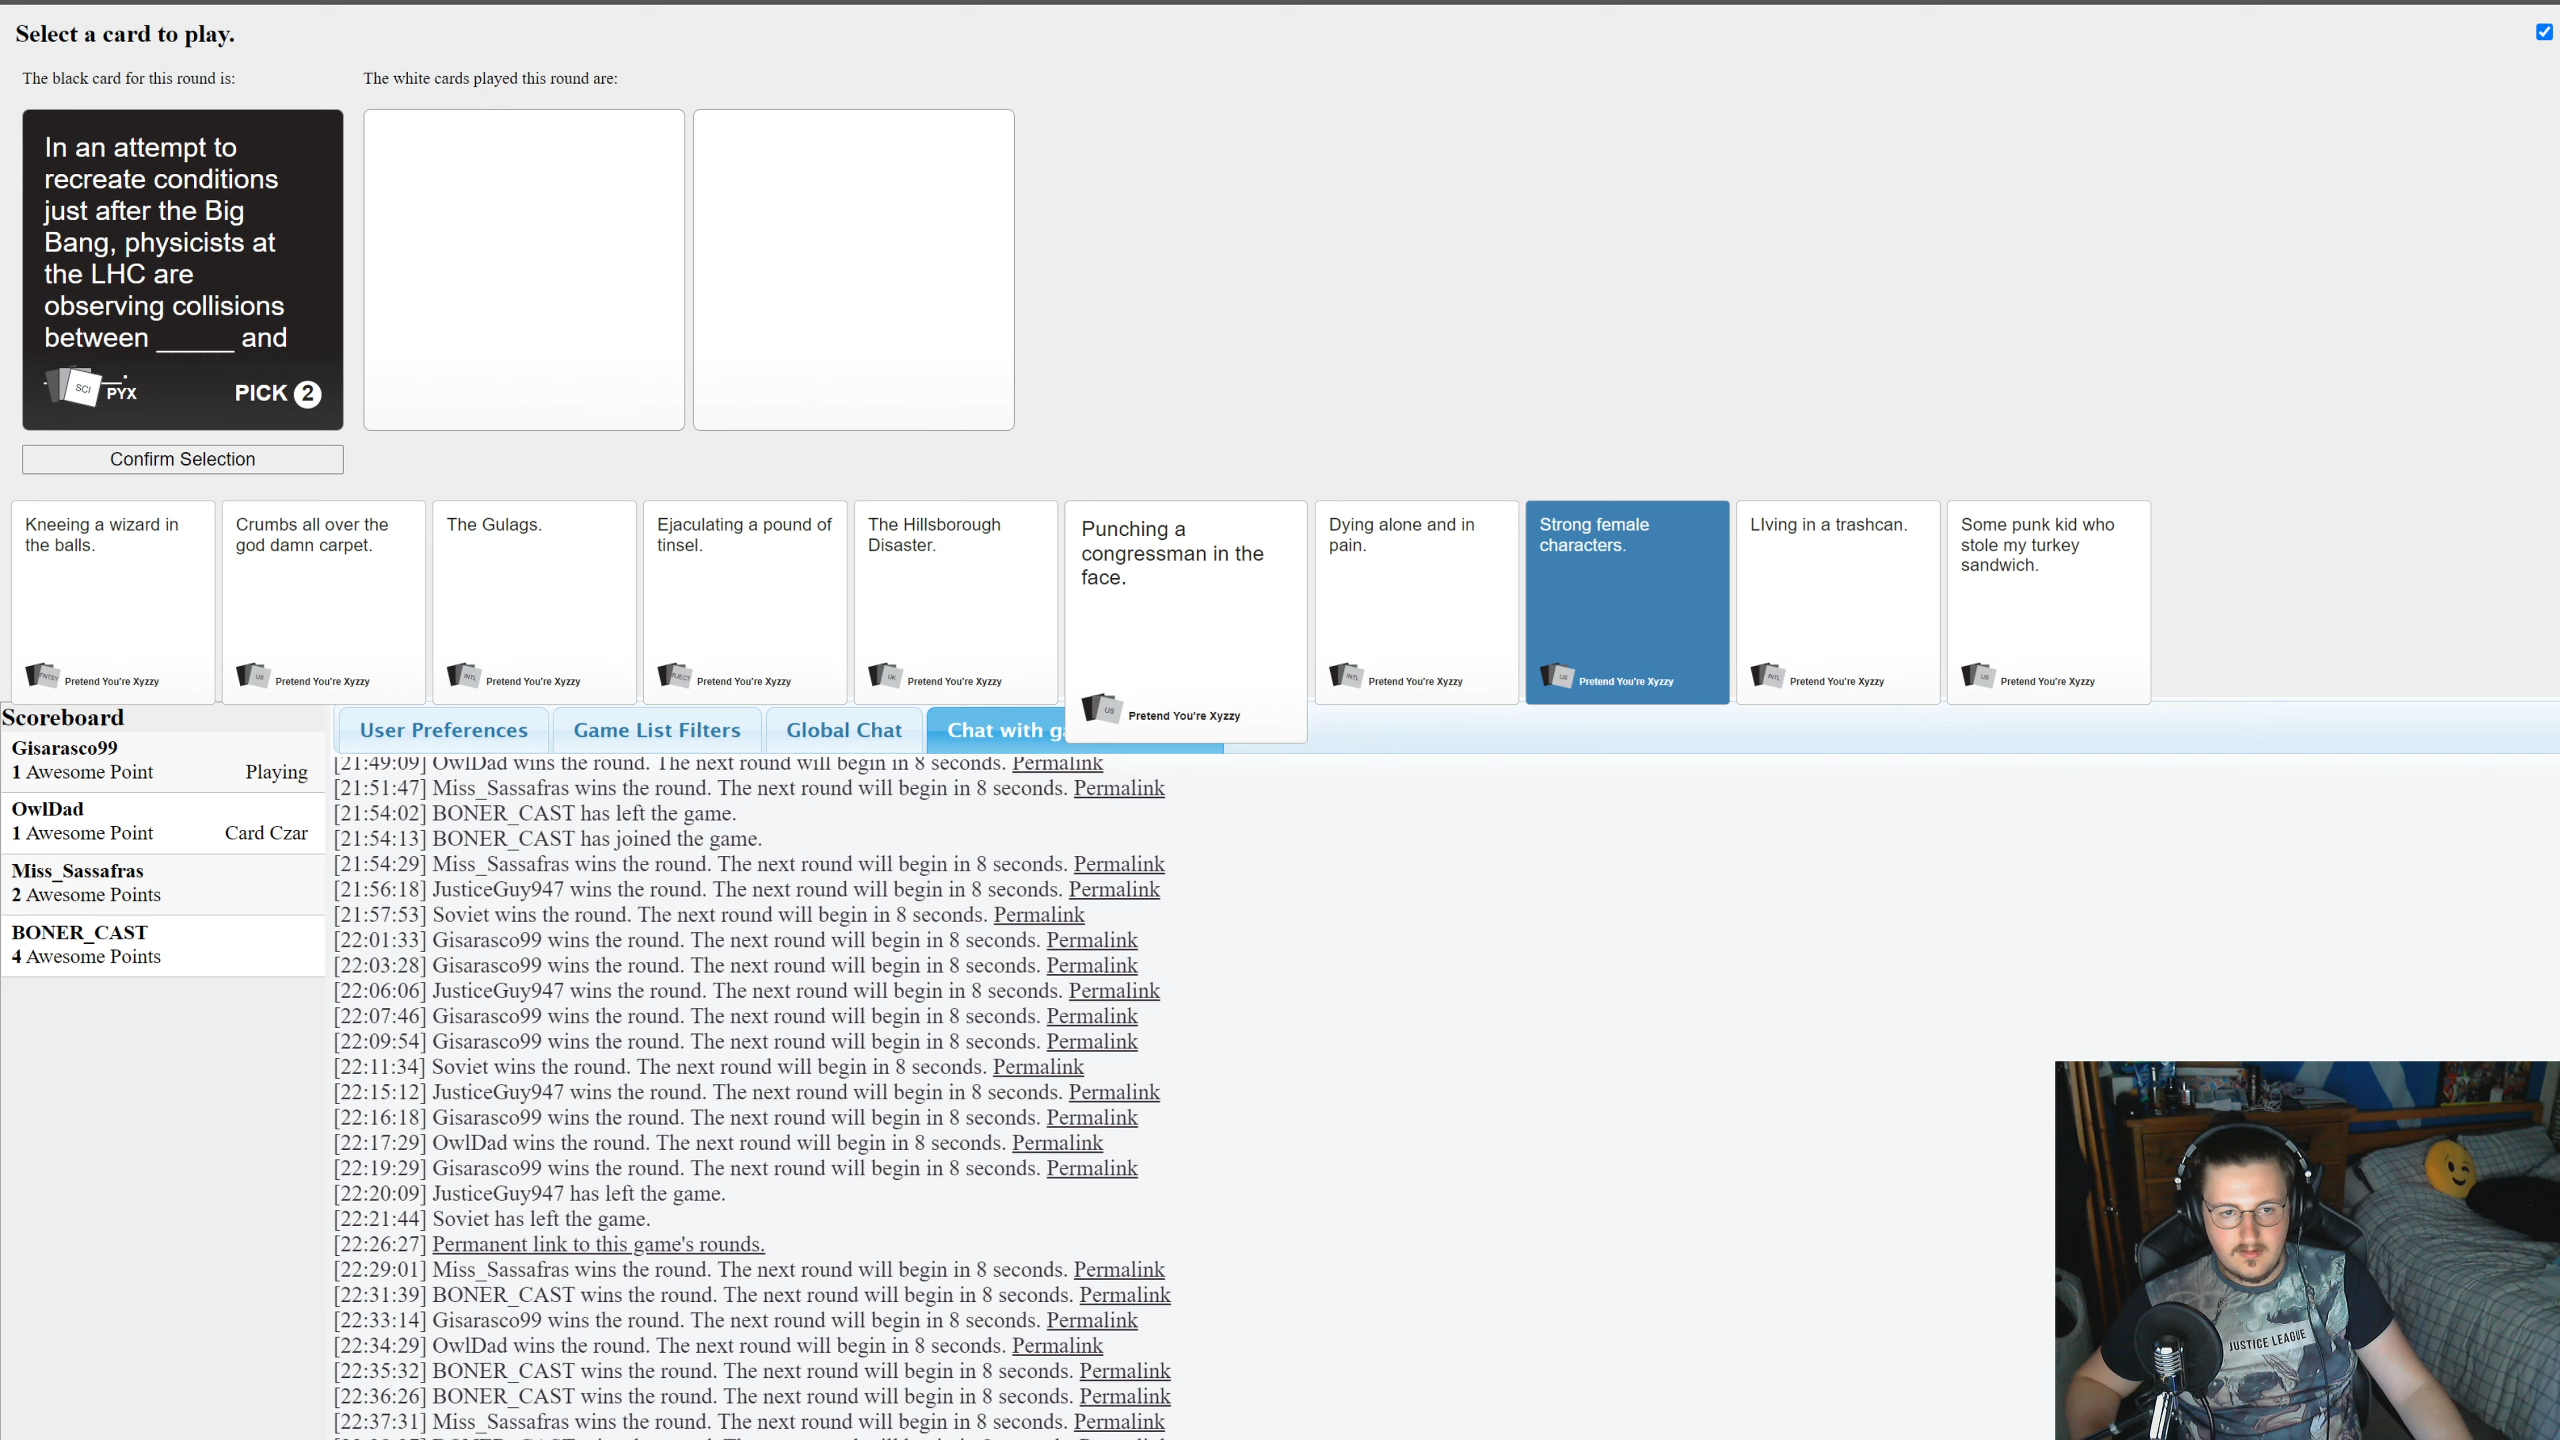 Select a card to play.
The black card for this round is:
The white cards played this round are:
In an attempt to
recreate conditions
just after the Big
Bang, physicists at
the LHC are
observing collisions
between _____ and
SCI
PYX
PICK 2
Confirm Selection
Kneeing a wizard in
the balls.
Pretend You're Xyzzy
Crumbs all over the
god damn carpet.
US
Pretend You're Xyzzy
The Gulags.
INTL
Pretend You're Xyzzy
Ejaculating a pound of
tinsel.
Pretend You're Xyzzy
The Hillsborough
Disaster.
UK
Pretend You're Xyzzy
Punching a
congressman in the
face.
US
Pretend You're Xyzzy
Dying alone and in
pain.
INTL
Pretend You're Xyzzy
Strong female
characters.
US
Pretend You're Xyzzy
LIving in a trashcan.
INTL
Pretend You're Xyzzy
Some punk kid who
stole my turkey
sandwich.
US
Pretend You're Xyzzy
Scoreboard
Gisarasco99
1 Awesome Point Playing
OwlDad
1 Awesome Point Card Czar
Miss_Sassafras
2 Awesome Points
BONER_CAST
4 Awesome Points
User Preferences
Game List Filters
Global Chat
Chat with
[21:49:09] OwlDad wins the round. The next round will begin in 8 seconds. Permalink
[21:51:47] Miss_Sassafras wins the round. The next round will begin in 8 seconds. Permalink
[21:54:02] BONER_CAST has left the game.
[21:54:13] BONER_CAST has joined the game.
[21:54:29] Miss_Sassafras wins the round. The next round will begin in 8 seconds. Permalink
[21:56:18] JusticeGuy947 wins the round. The next round will begin in 8 seconds. Permalink
[21:57:53] Soviet wins the round. The next round will begin in 8 seconds. Permalink
[22:01:33] Gisarasco99 wins the round. The next round will begin in 8 seconds. Permalink
[22:03:28] Gisarasco99 wins the round. The next round will begin in 8 seconds. Permalink
[22:06:06] JusticeGuy947 wins the round. The next round will begin in 8 seconds. Permalink
[22:07:46] Gisarasco99 wins the round. The next round will begin in 8 seconds. Permalink
[22:09:54] Gisarasco99 wins the round. The next round will begin in 8 seconds. Permalink
[22:11:34] Soviet wins the round. The next round will begin in 8 seconds. Permalink
[22:15:12] JusticeGuy947 wins the round. The next round will begin in 8 seconds. Permalink
[22:16:18] Gisarasco99 wins the round. The next round will begin in 8 seconds. Permalink
[22:17:29] OwlDad wins the round. The next round will begin in 8 seconds. Permalink
[22:19:29] Gisarasco99 wins the round. The next round will begin in 8 seconds. Permalink
[22:20:09] JusticeGuy947 has left the game.
[22:21:44] Soviet has left the game.
[22:26:27] Permanent link to this game's rounds.
[22:29:01] Miss_Sassafras wins the round. The next round will begin in 8 seconds. Permalink
[22:31:39] BONER_CAST wins the round. The next round will begin in 8 seconds. Permalink
[22:33:14] Gisarasco99 wins the round. The next round will begin in 8 seconds. Permalink
[22:34:29] OwlDad wins the round. The next round will begin in 8 seconds. Permalink
[22:35:32] BONER_CAST wins the round. The next round will begin in 8 seconds. Permalink
[22:36:26] BONER_CAST wins the round. The next round will begin in 8 seconds. Permalink
[22:37:31] Miss_Sassafras wins the round. The next round will begin in 8 seconds. Permalink
JUSTICE LEAGUE